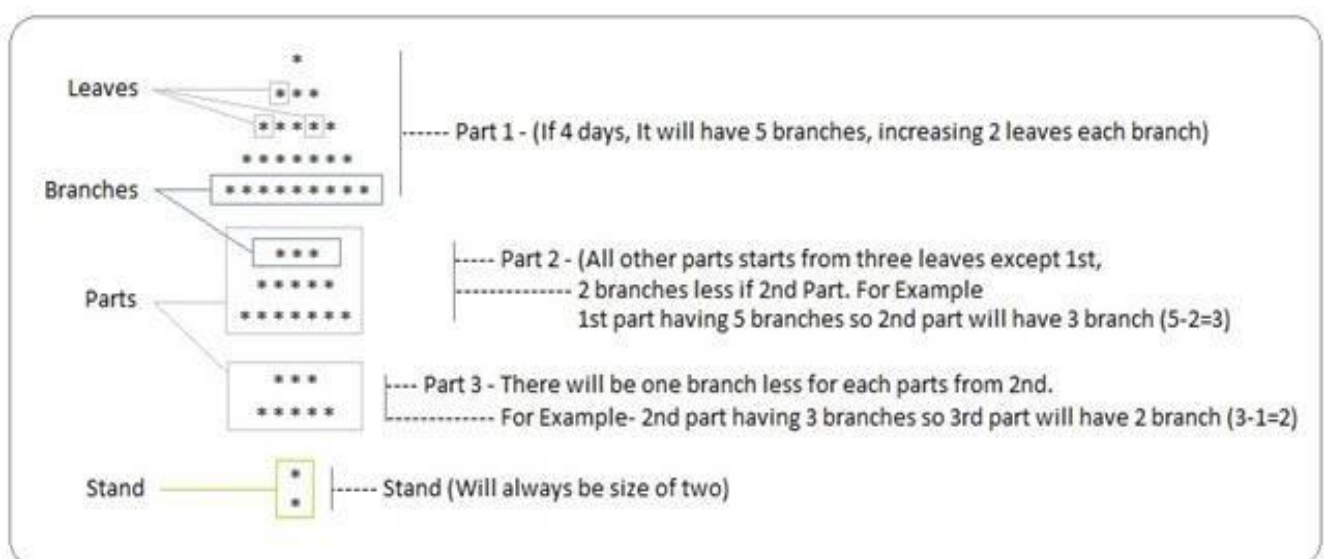 *
Leaves
* * *
* * * * *
Part 1 - (If 4 days, It will have 5 branches, increasing 2 leaves each branch)
* * * * * * *
Branches
* * * * * * * * *
* * *
Part 2 - (All other parts starts from three leaves except 1st,
* * * * *
2 branches less if 2nd Part. For Example
Parts
* * * * * * *
1st part having 5 branches so 2nd part will have 3 branch (5-2=3)
* * *
Part 3 - There will be one branch less for each parts from 2nd.
* * * * *
For Example- 2nd part having 3 branches so 3rd part will have 2 branch (3-1=2)
*
Stand
Stand (Will always be size of two)
*